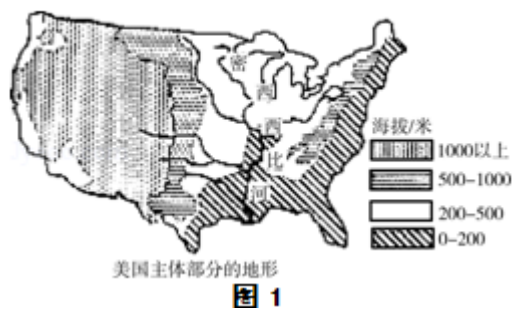 密
西
西
比
河
海拔/米
1000以上
500-1000
200-500
0-200
美国主体部分的地形
图 1